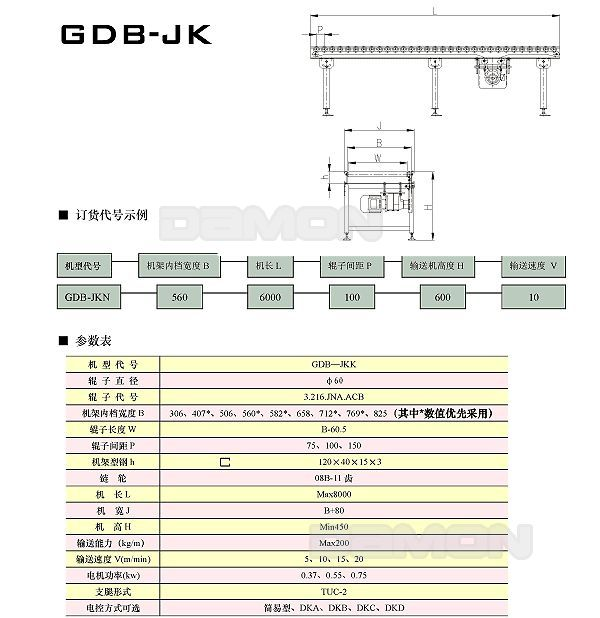 GDB-JK
L
P
J
B
W
h
H
DAMON
■ 订货代号示例
机型代号 机架内档宽度 B 机长 L 辊子间距 P 输送机高度 H 输送速度 V
GDB-JKN 560 6000 100 600 10
■ 参数表
机 型 代 号 GDB—JKK
辊 子 直 径 φ60
辊 子 代 号 3.216.JNA.ACB
机架内档宽度 B 306、407*、506、560*、582*、658、712*、769*、825 (其中*数值优先采用)
辊子长度 W B-60.5
辊子间距 P 75、100、150
机架型钢 h 120×40×15×3
链 轮 08B-11 齿
机 长 L Max8000
机 宽 J B+80
机 高 H Min450
输送能力 (kg/m) Max200
DAMON
输送速度 V(m/min) 5、10、15、20
电机功率(kw) 0.37、0.55、0.75
支腿形式 TUC-2
电控方式可选 简易型、DKA、DKB、DKC、DKD